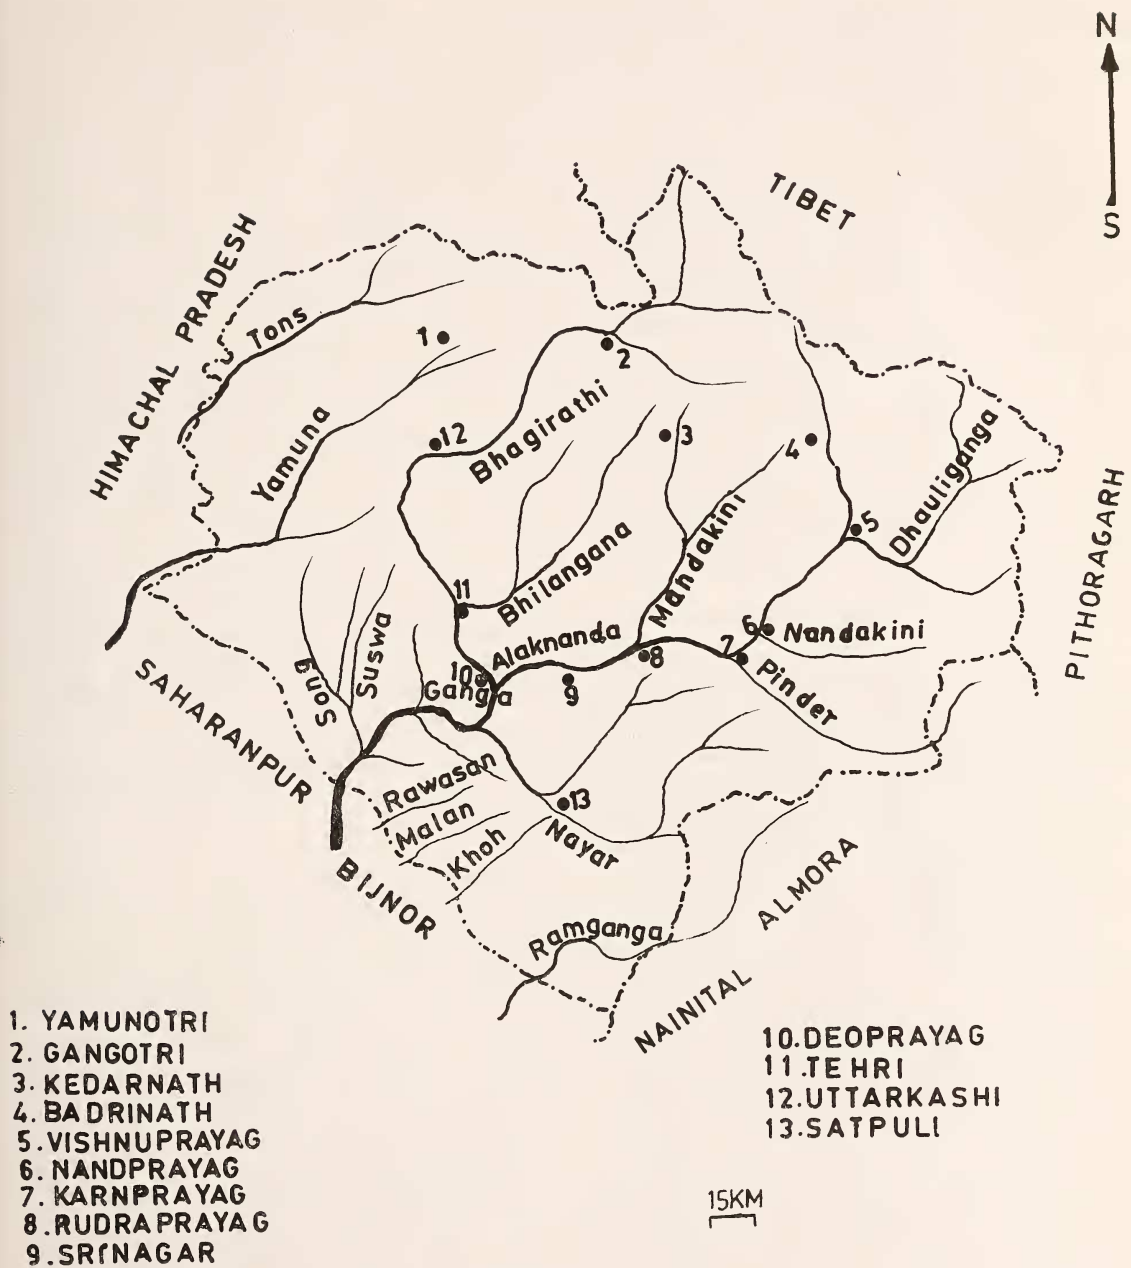 N
S
TIBET
HIMACHAL PRADESH
Tons
1
2
Yamuna
12
Bhagirathi
3
4
Dhauliganga
5
PITHORAGARH
11
Bhilangana
Mandakini
6
Nandakini
Alaknanda
7
8
Pinder
10
Ganga
9
Song
Suswa
SAHARANPUR
Rawasan
Malan
Khoh
13
Nayar
BIJNOR
ALMORA
Ramganga
NAINITAL
1. YAMUNOTRI
2. GANGOTRI
3. KEDARNATH
4. BADRINATH
5. VISHNUPRAYAG
6. NANDPRAYAG
7. KARNPRAYAG
8. RUDRAPRAYAG
9. SRINAGAR
10. DEOPRAYAG
11. TEHRI
12. UTTARKASHI
13. SATPULI
15KM